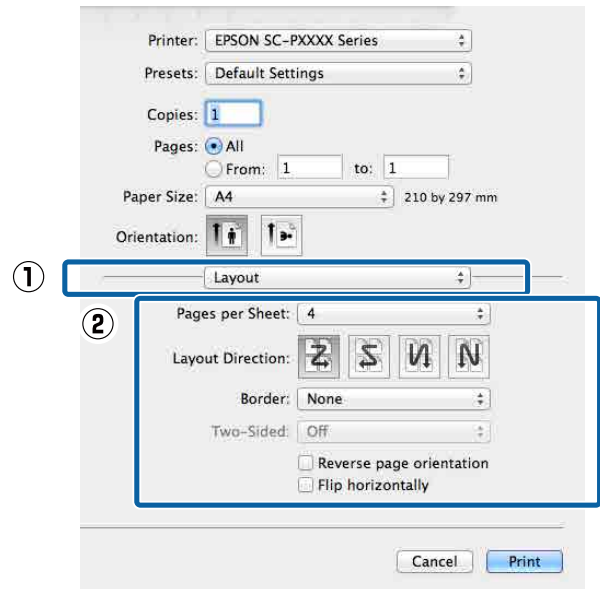 Printer: EPSON SC-PXXXX Series
Presets: Default Settings
Copies: 1
Pages: All
From: 1 to: 1
Paper Size: A4 210 by 297 mm
Orientation:
① Layout
② Pages per Sheet: 4
Layout Direction:
Border: None
Two-Sided: Off
Reverse page orientation
Flip horizontally
Cancel Print